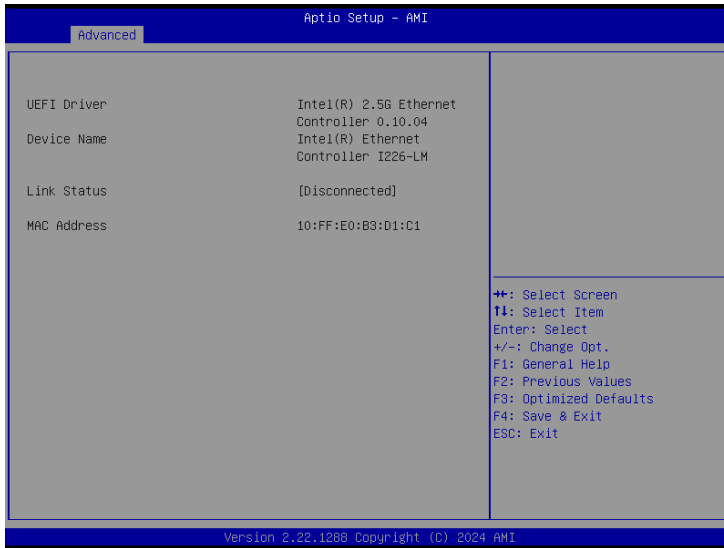 Aptio Setup - AMI
Advanced
UEFI Driver Intel(R) 2.5G Ethernet
Controller 0.10.04
Device Name Intel(R) Ethernet
Controller I226-LM
Link Status [Disconnected]
MAC Address 10:FF:E0:B3:D1:C1
→←: Select Screen
↑↓: Select Item
Enter: Select
+/-: Change Opt.
F1: General Help
F2: Previous Values
F3: Optimized Defaults
F4: Save & Exit
ESC: Exit
Version 2.22.1288 Copyright (C) 2024 AMI